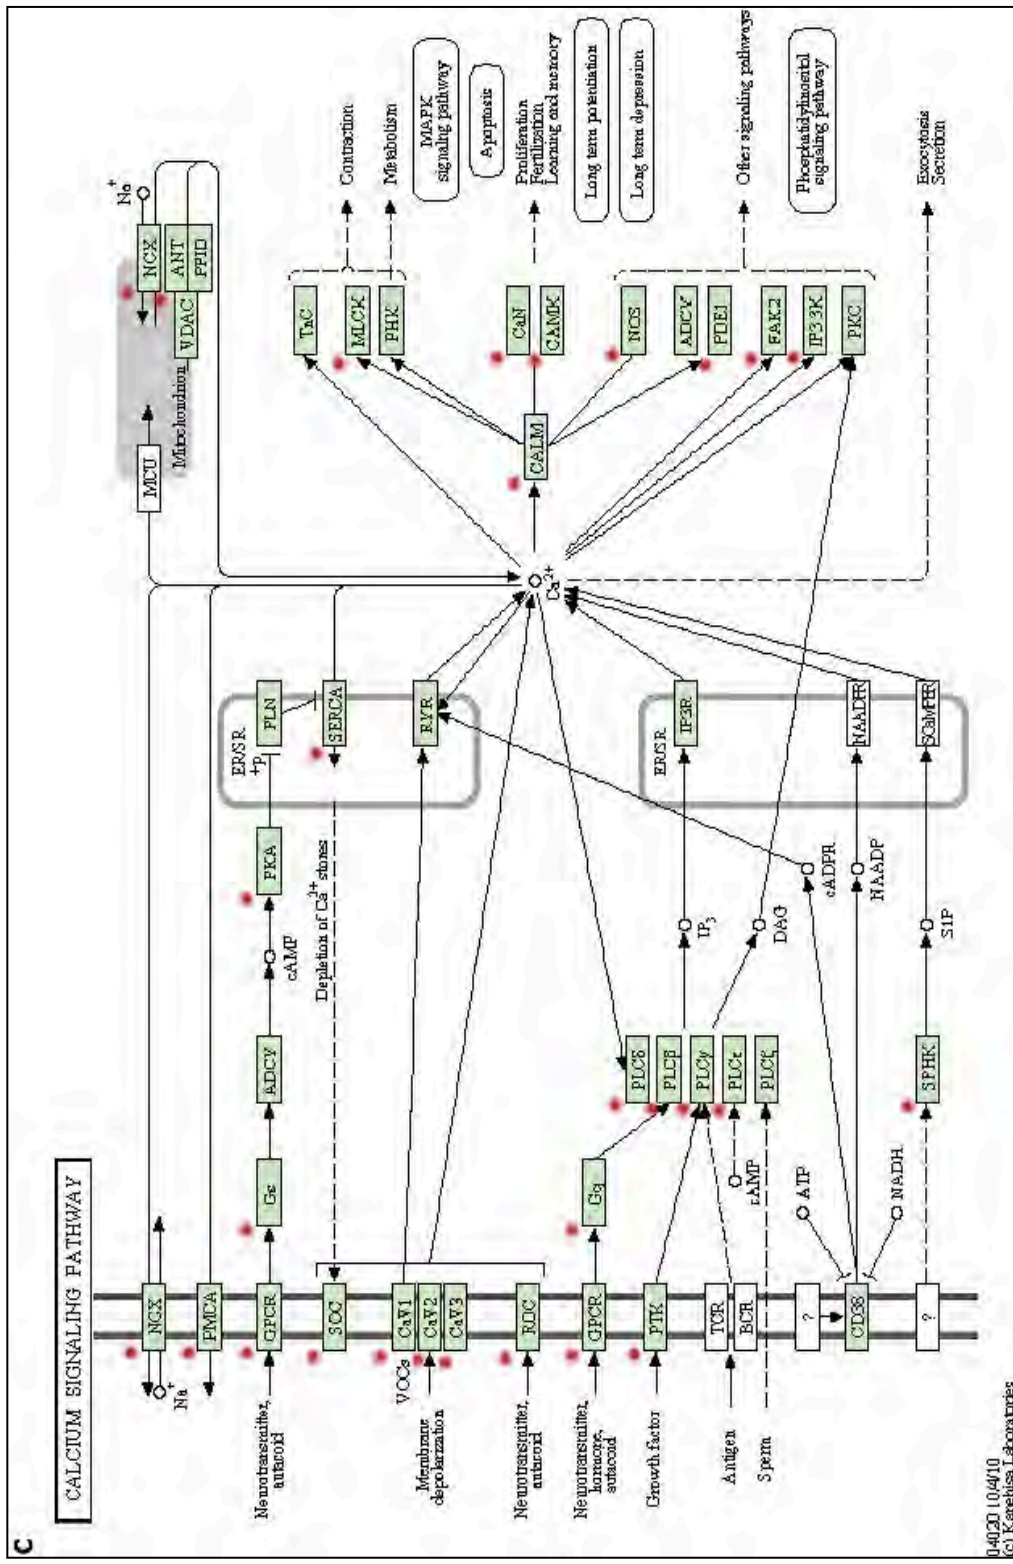 C
CALCIUM SIGNALING PATHWAY
NCX
Na+
PMCA
Neurotransmitter,
autacoid
GPCR
Gs
ADCY
cAMP
PKA
+P
PLN
ER/SR
SERCA
Depletion of Ca2+ stores
SOC
VOCs
CaV1
CaV2
CaV3
Membrane
depolarization
RYR
Neurotransmitter,
autacoid
ROC
Neurotransmitter,
hormone,
autacoid
GPCR
Gq
Growth factor
PTK
Antigen
TCR
BCR
Sperm
PLCδ
PLCβ
PLCγ
PLCε
PLCζ
cAMP
IP3
DAG
ER/SR
IP3R
ATP
?
CD38
NADH
cADPR
NAADP
NAADPR
?
SPHK
S1P
SCaMPER
MCU
Mitochondrion
NCX
Na+
VDAC
ANT
PPID
Ca2+
CALM
TnC
MLCK
PHK
CaN
CAMK
NOS
ADCY
PDE1
FAK2
IP3 3K
PKC
Contraction
Metabolism
MAPK
signaling pathway
Apoptosis
Proliferation
Fertilization
Learning and memory
Long term potentiation
Long term depression
Other signaling pathways
Phosphatidylinositol
signaling pathway
Exocytosis
Secretion
04020 10/4/10
(c) Kanehisa Laboratories